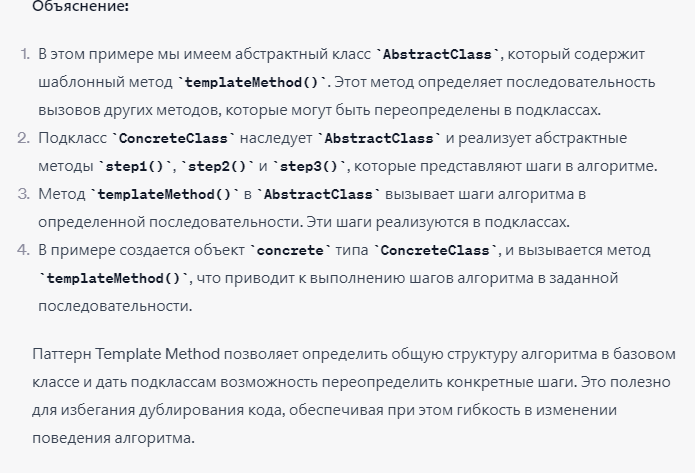 Объяснение:
1. В этом примере мы имеем абстрактный класс `AbstractClass`, который содержит
шаблонный метод `templateMethod()`. Этот метод определяет последовательность
вызовов других методов, которые могут быть переопределены в подклассах.
2. Подкласс `ConcreteClass` наследует `AbstractClass` и реализует абстрактные
методы `step1()`, `step2()` и `step3()`, которые представляют шаги в алгоритме.
3. Метод `templateMethod()` в `AbstractClass` вызывает шаги алгоритма в
определенной последовательности. Эти шаги реализуются в подклассах.
4. В примере создается объект `concrete` типа `ConcreteClass`, и вызывается метод
`templateMethod()`, что приводит к выполнению шагов алгоритма в заданной
последовательности.
Паттерн Template Method позволяет определить общую структуру алгоритма в базовом
классе и дать подклассам возможность переопределить конкретные шаги. Это полезно
для избегания дублирования кода, обеспечивая при этом гибкость в изменении
поведения алгоритма.